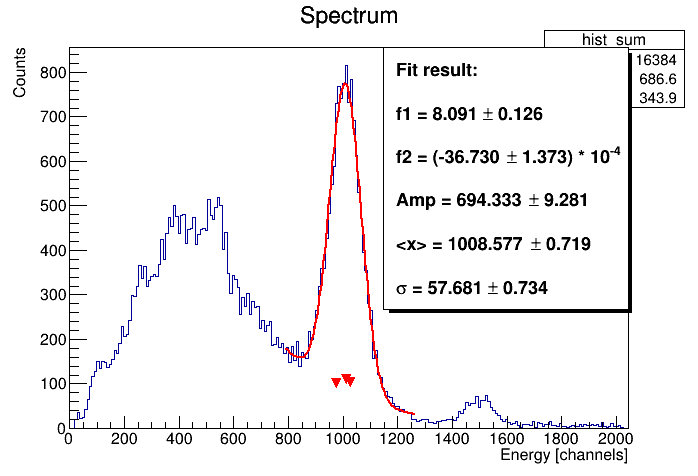 Spectrum
hist_sum
16384
686.6
343.9
Fit result:
f1 = 8.091 ± 0.126
f2 = (-36.730 ± 1.373) * 10⁻⁴
Amp = 694.333 ± 9.281
<x> = 1008.577 ± 0.719
σ = 57.681 ± 0.734
Counts
800
700
600
500
400
300
200
100
0
0 200 400 600 800 1000 1200 1400 1600 1800 2000
Energy [channels]